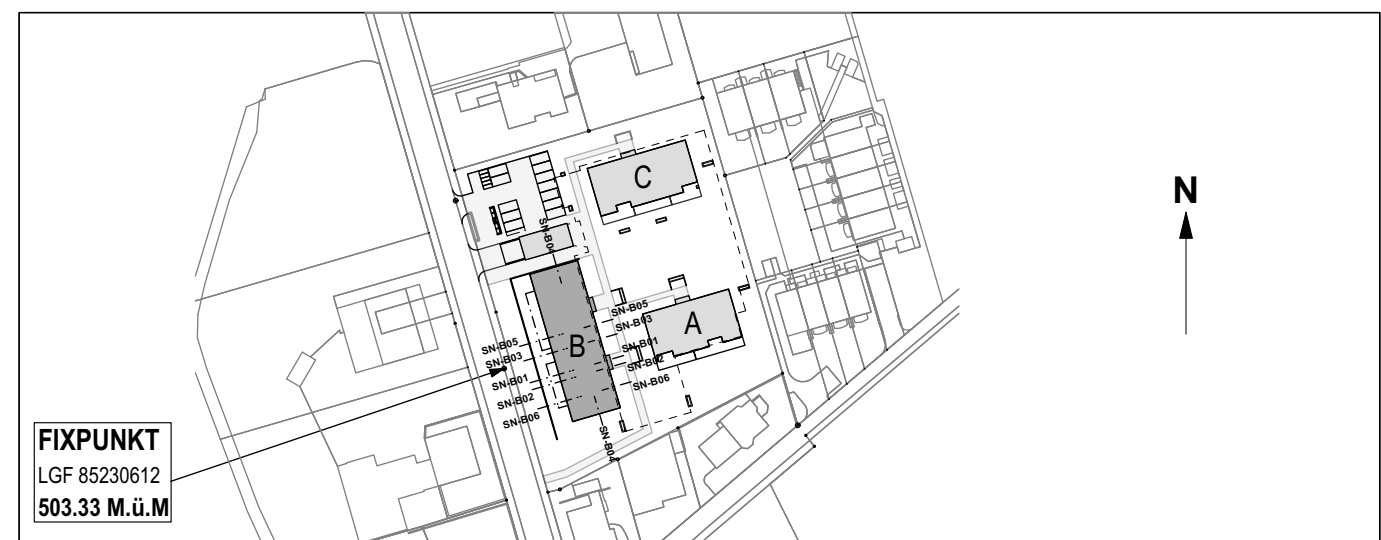 N
C
SN-B04
SN-B05
SN-B03
A
SN-B05
SN-B03
B
SN-B01
SN-B02
SN-B01
SN-B02
SN-B06
SN-B06
SN-B04
FIXPUNKT
LGF 85230612
503.33 M.ü.M